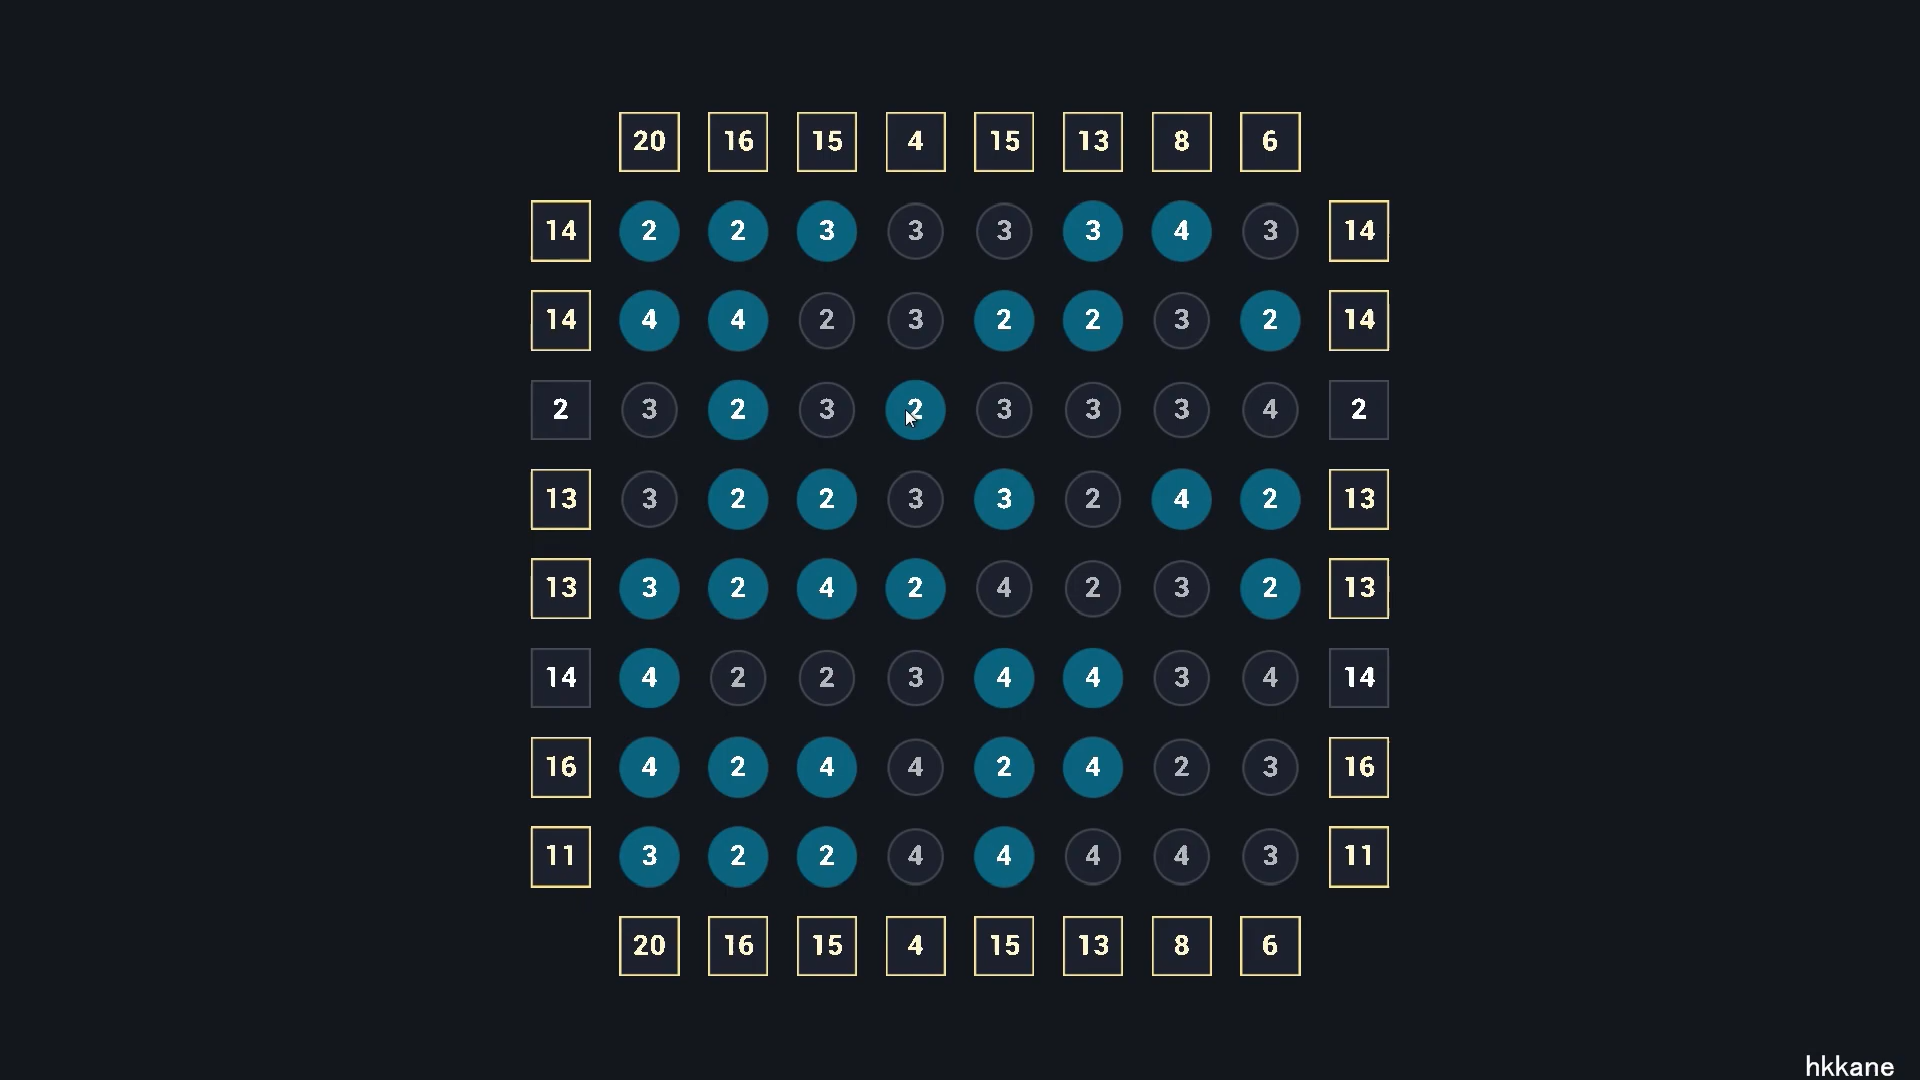 20 16 15 4 15 13 8 6
14 2 2 3 3 3 3 4 3 14
14 4 4 2 3 2 2 3 2 14
2 3 2 3 2 3 3 3 4 2
13 3 2 2 3 3 2 4 2 13
13 3 2 4 2 4 2 3 2 13
14 4 2 2 3 4 4 3 4 14
16 4 2 4 4 2 4 2 3 16
11 3 2 2 4 4 4 4 3 11
20 16 15 4 15 13 8 6
hkkane